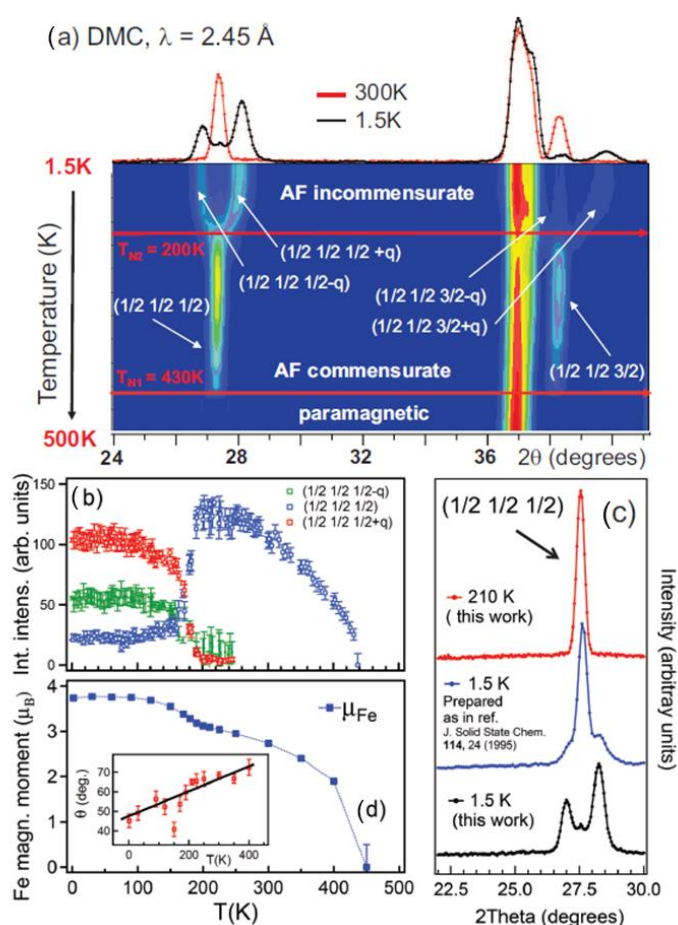 (a) DMC, λ = 2.45 Å
300K
1.5K
1.5K
AF incommensurate
(1/2 1/2 1/2 +q)
T_N2 = 200K
(1/2 1/2 1/2-q)
(1/2 1/2 3/2-q)
(1/2 1/2 1/2)
(1/2 1/2 3/2+q)
(1/2 1/2 3/2)
T_N1 = 430K
AF commensurate
paramagnetic
500K
Temperature (K)
24 28 32 36 2θ (degrees)
(b)
(1/2 1/2 1/2-q)
(1/2 1/2 1/2)
(1/2 1/2 1/2+q)
150
100
50
0
Int. intens. (arb. units)
4
3
2
1
0
Fe magn. moment (μ_B)
μ_Fe
(d)
70
60
50
40
θ (deg.)
0 200 400
T(K)
0 100 200 300 400 500
T(K)
(c)
(1/2 1/2 1/2)
210 K
( this work)
1.5 K
Prepared
as in ref.
J. Solid State Chem.
114, 24 (1995)
1.5 K
(this work)
Intensity (arbitray units)
22.5 25.0 27.5 30.0
2Theta (degrees)